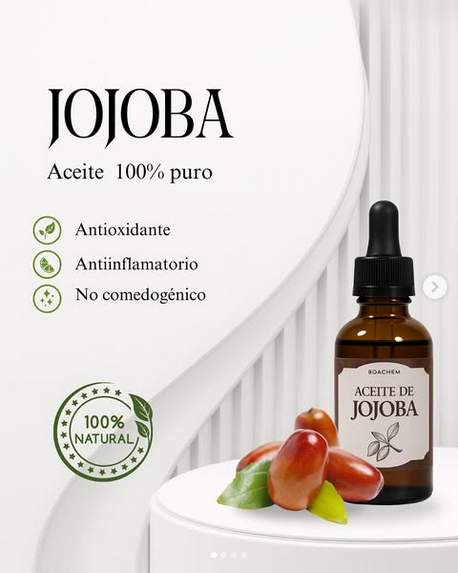 JOJOBA
Aceite 100% puro
Antioxidante
Antiinflamatorio
No comedogénico
100%
NATURAL
BOACHEM
ACEITE DE
JOJOBA